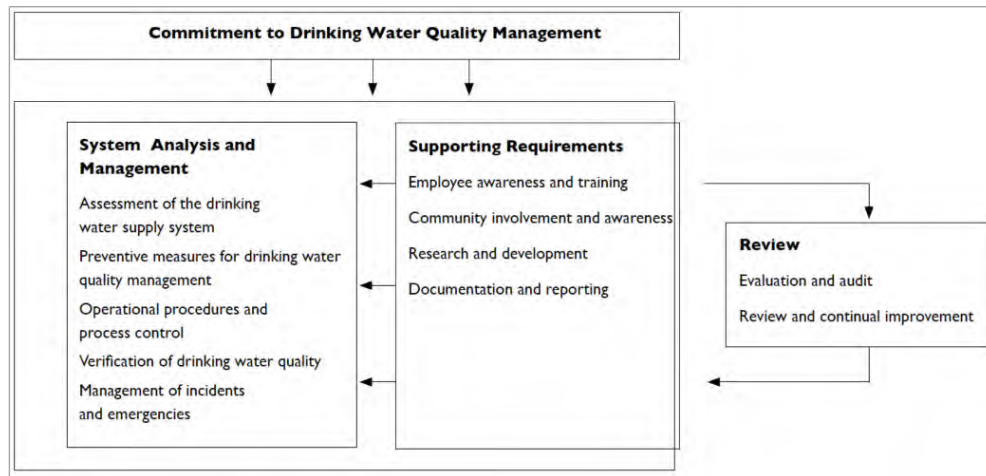 Commitment to Drinking Water Quality Management
System Analysis and
Management
Assessment of the drinking
water supply system
Preventive measures for drinking water
quality management
Operational procedures and
process control
Verification of drinking water quality
Management of incidents
and emergencies
Supporting Requirements
Employee awareness and training
Community involvement and awareness
Research and development
Documentation and reporting
Review
Evaluation and audit
Review and continual improvement